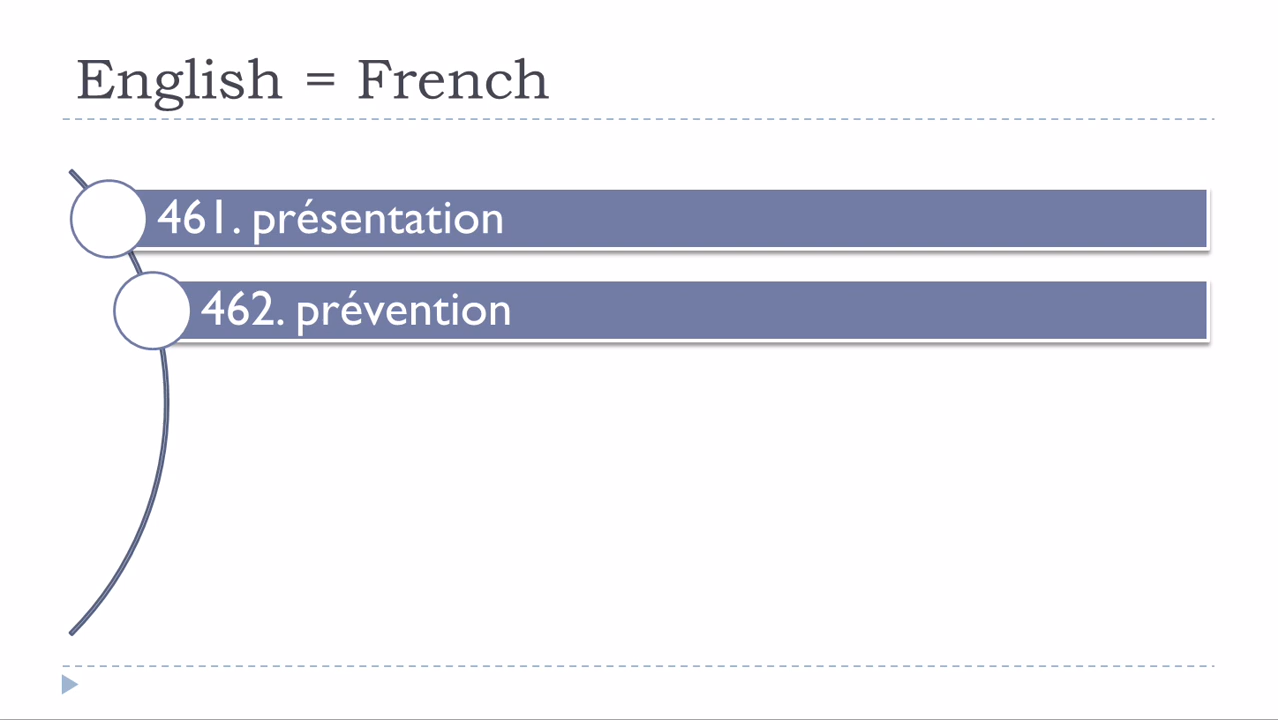 English = French
461. présentation
462. prévention